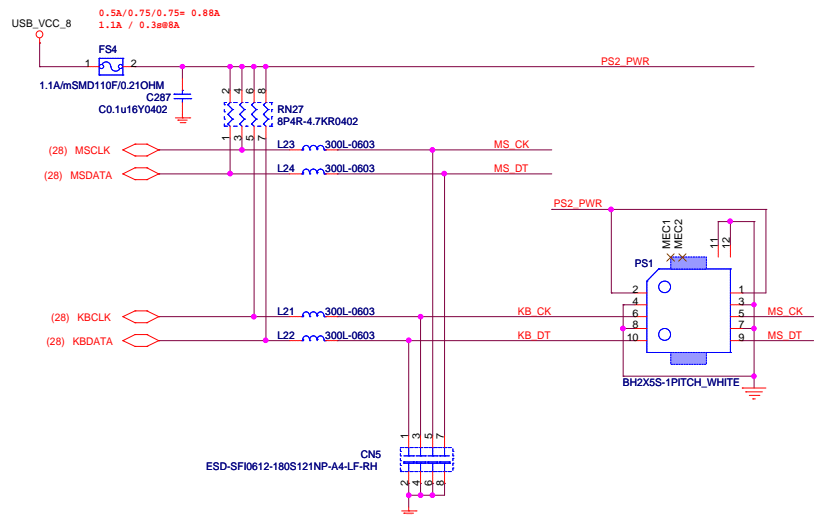 0.5A/0.75/0.75= 0.88A
1.1A / 0.3s@8A
USB_VCC_8
FS4
1 2
PS2_PWR
1.1A/mSMD110F/0.21OHM
C287
C0.1u16Y0402
2 4 6 8
RN27
8P4R-4.7KR0402
1 3 5 7
(28) MSCLK
L23 300L-0603
MS_CK
(28) MSDATA
L24 300L-0603
MS_DT
PS2_PWR
MEC1
MEC2
11
12
PS1
2 1
4 3
6 5
8 7
10 9
MS_CK
MS_DT
(28) KBCLK
L21 300L-0603
KB_CK
(28) KBDATA
L22 300L-0603
KB_DT
BH2X5S-1PITCH_WHITE
1 3 5 7
CN5
ESD-SFI0612-180S121NP-A4-LF-RH
2 4 6 8